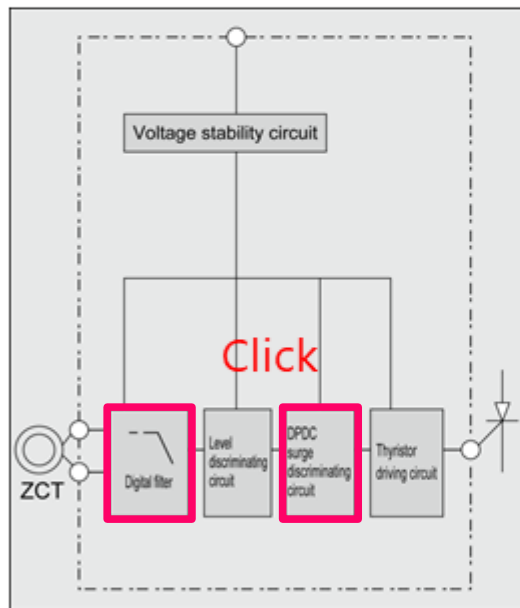 Voltage stability circuit
Click
ZCT
Digital filter
Level
discriminating
circuit
DPDC
surge
discriminating
circuit
Thyristor
driving circuit